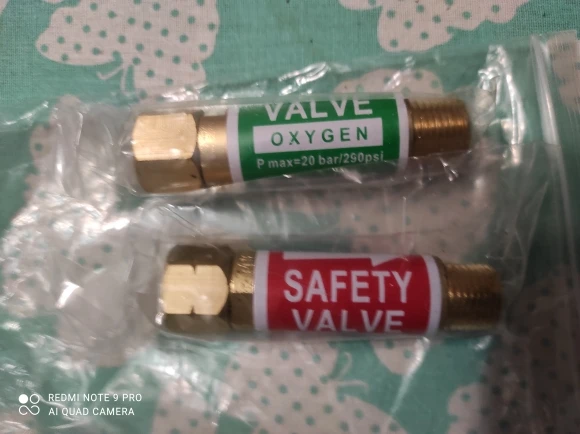 VALVE
OXYGEN
P max=20 bar/290psi
SAFETY
VALVE
REDMI NOTE 9 PRO
AI QUAD CAMERA